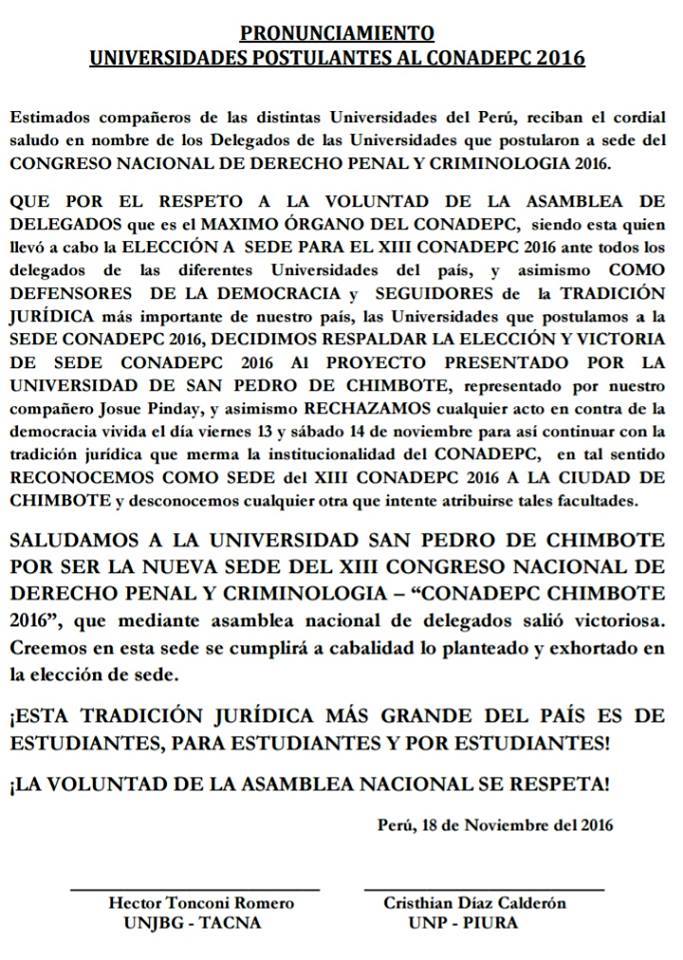 PRONUNCIAMIENTO
UNIVERSIDADES POSTULANTES AL CONADEPC 2016
Estimados compañeros de las distintas Universidades del Perú, reciban el cordial
saludo en nombre de los Delegados de las Universidades que postularon a sede del
CONGRESO NACIONAL DE DERECHO PENAL Y CRIMINOLOGIA 2016.
QUE POR EL RESPETO A LA VOLUNTAD DE LA ASAMBLEA DE
DELEGADOS que es el MAXIMO ÓRGANO DEL CONADEPC, siendo esta quien
llevó a cabo la ELECCIÓN A SEDE PARA EL XIII CONADEPC 2016 ante todos los
delegados de las diferentes Universidades del país, y asimismo COMO
DEFENSORES DE LA DEMOCRACIA y SEGUIDORES de la TRADICIÓN
JURÍDICA más importante de nuestro país, las Universidades que postulamos a la
SEDE CONADEPC 2016, DECIDIMOS RESPALDAR LA ELECCIÓN Y VICTORIA
DE SEDE CONADEPC 2016 Al PROYECTO PRESENTADO POR LA
UNIVERSIDAD DE SAN PEDRO DE CHIMBOTE, representado por nuestro
compañero Josue Pinday, y asimismo RECHAZAMOS cualquier acto en contra de la
democracia vivida el día viernes 13 y sábado 14 de noviembre para así continuar con la
tradición jurídica que merma la institucionalidad del CONADEPC, en tal sentido
RECONOCEMOS COMO SEDE del XIII CONADEPC 2016 A LA CIUDAD DE
CHIMBOTE y desconocemos cualquier otra que intente atribuirse tales facultades.
SALUDAMOS A LA UNIVERSIDAD SAN PEDRO DE CHIMBOTE
POR SER LA NUEVA SEDE DEL XIII CONGRESO NACIONAL DE
DERECHO PENAL Y CRIMINOLOGIA – “CONADEPC CHIMBOTE
2016”, que mediante asamblea nacional de delegados salió victoriosa.
Creemos en esta sede se cumplirá a cabalidad lo planteado y exhortado en
la elección de sede.
¡ESTA TRADICIÓN JURÍDICA MÁS GRANDE DEL PAÍS ES DE
ESTUDIANTES, PARA ESTUDIANTES Y POR ESTUDIANTES!
¡LA VOLUNTAD DE LA ASAMBLEA NACIONAL SE RESPETA!
Perú, 18 de Noviembre del 2016
Hector Tonconi Romero Cristhian Díaz Calderón
UNJBG - TACNA UNP - PIURA